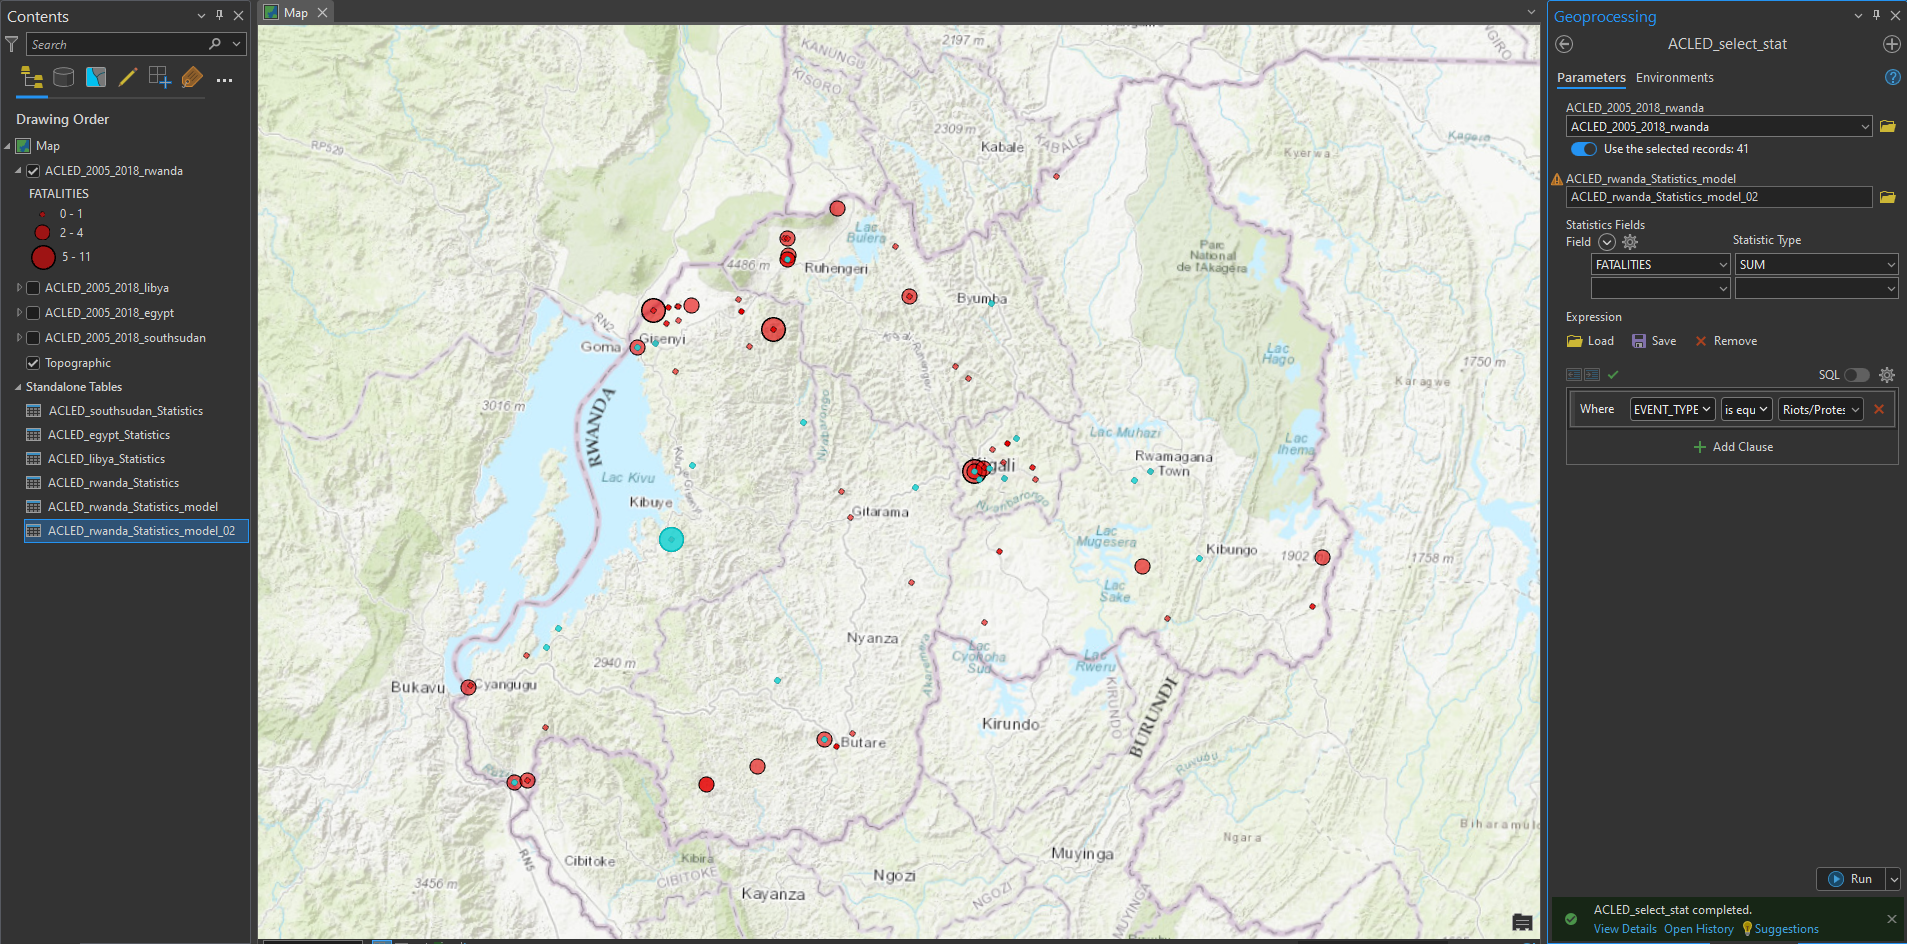 Contents
Search
Drawing Order
Map
ACLED_2005_2018_rwanda
FATALITIES
0 - 1
2 - 4
5 - 11
ACLED_2005_2018_libya
ACLED_2005_2018_egypt
ACLED_2005_2018_southsudan
Topographic
Standalone Tables
ACLED_southsudan_Statistics
ACLED_egypt_Statistics
ACLED_libya_Statistics
ACLED_rwanda_Statistics
ACLED_rwanda_Statistics_model
ACLED_rwanda_Statistics_model_02
Map
2197 m
KANUNGU
KISORO
RP529
2309 m
KABALE
Kabale
Kagera
Kyerwa
Lac
Bulera
Parc
National
de l'Akagera
4486 m
Ruhengeri
Byumba
RN2
Goma
Gisenyi
Lac
Hago
1750 m
Karagwe
3016 m
RWANDA
Nyabarongo
Lac Muhazi
Lac
Ihema
Kigali
Rwamagana
Town
Lac Kivu
Kibuye
Nyabarongo
Gitarama
Lac
Mugesera
Kibungo
1902
1758 m
Lac
Sake
Nyanza
Lac
Cyohoha
Sud
Lac
Rweru
2940 m
Akanyaru
Bukavu
Cyangugu
KIRUNDO
Kirundo
BURUNDI
Butare
Ruvubu
Ngara
Biharamulo
RN5
Cibitoke
Kibira
CIBITOKE
Muyinga
3456 m
Kayanza
Ngozi
NGOZI
MUYINGA
Geoprocessing
ACLED_select_stat
Parameters Environments
ACLED_2005_2018_rwanda
ACLED_2005_2018_rwanda
Use the selected records: 41
ACLED_rwanda_Statistics_model
ACLED_rwanda_Statistics_model_02
Statistics Fields
Field Statistic Type
FATALITIES SUM
Expression
Load Save Remove
SQL
Where EVENT_TYPE is equ Riots/Protes
Add Clause
Run
ACLED_select_stat completed.
View Details Open History Suggestions